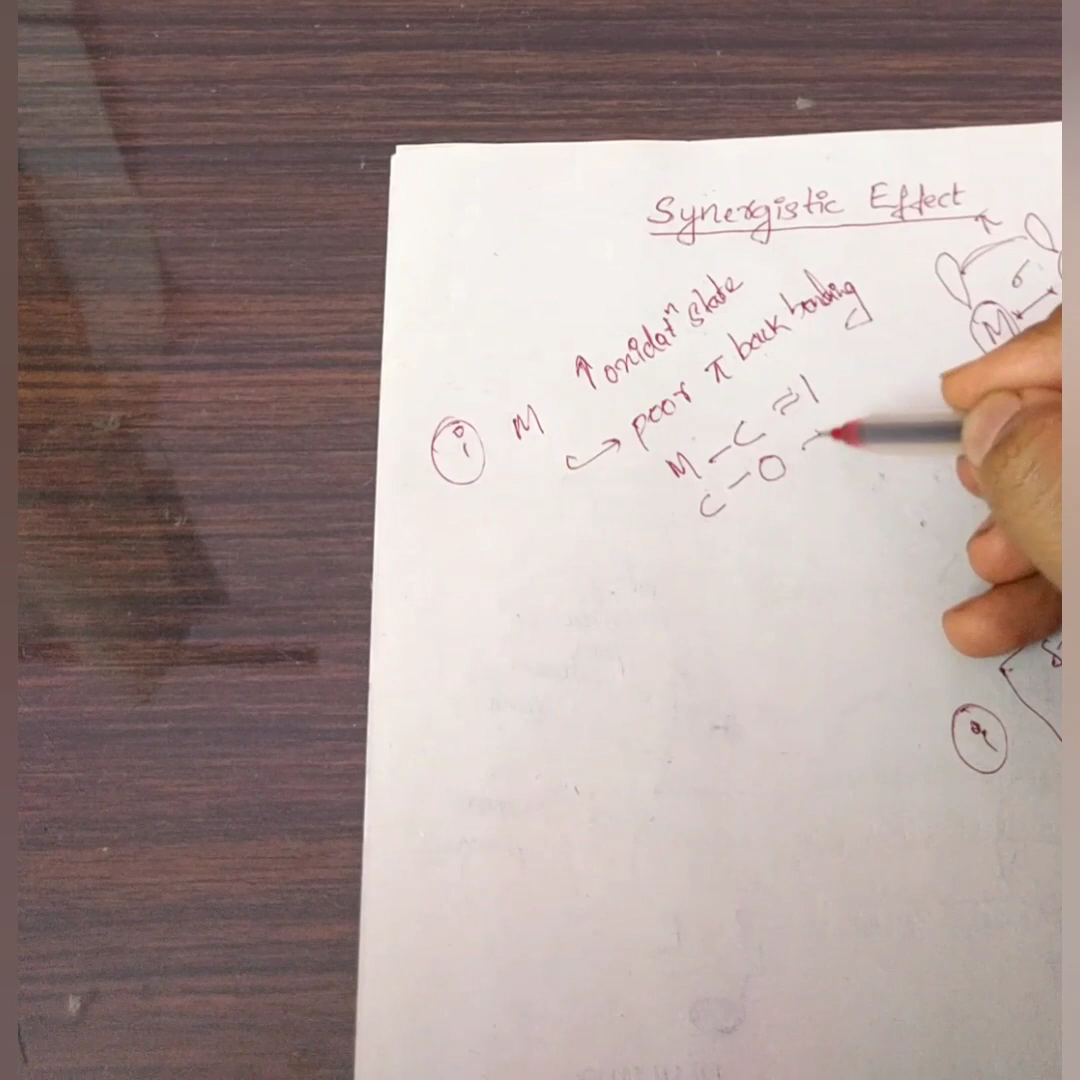 Synergistic Effect
π
σ
M
↑ oxidatⁿ state
(i) M
↳ poor π back bonding
M – C ≈ 1
C – O